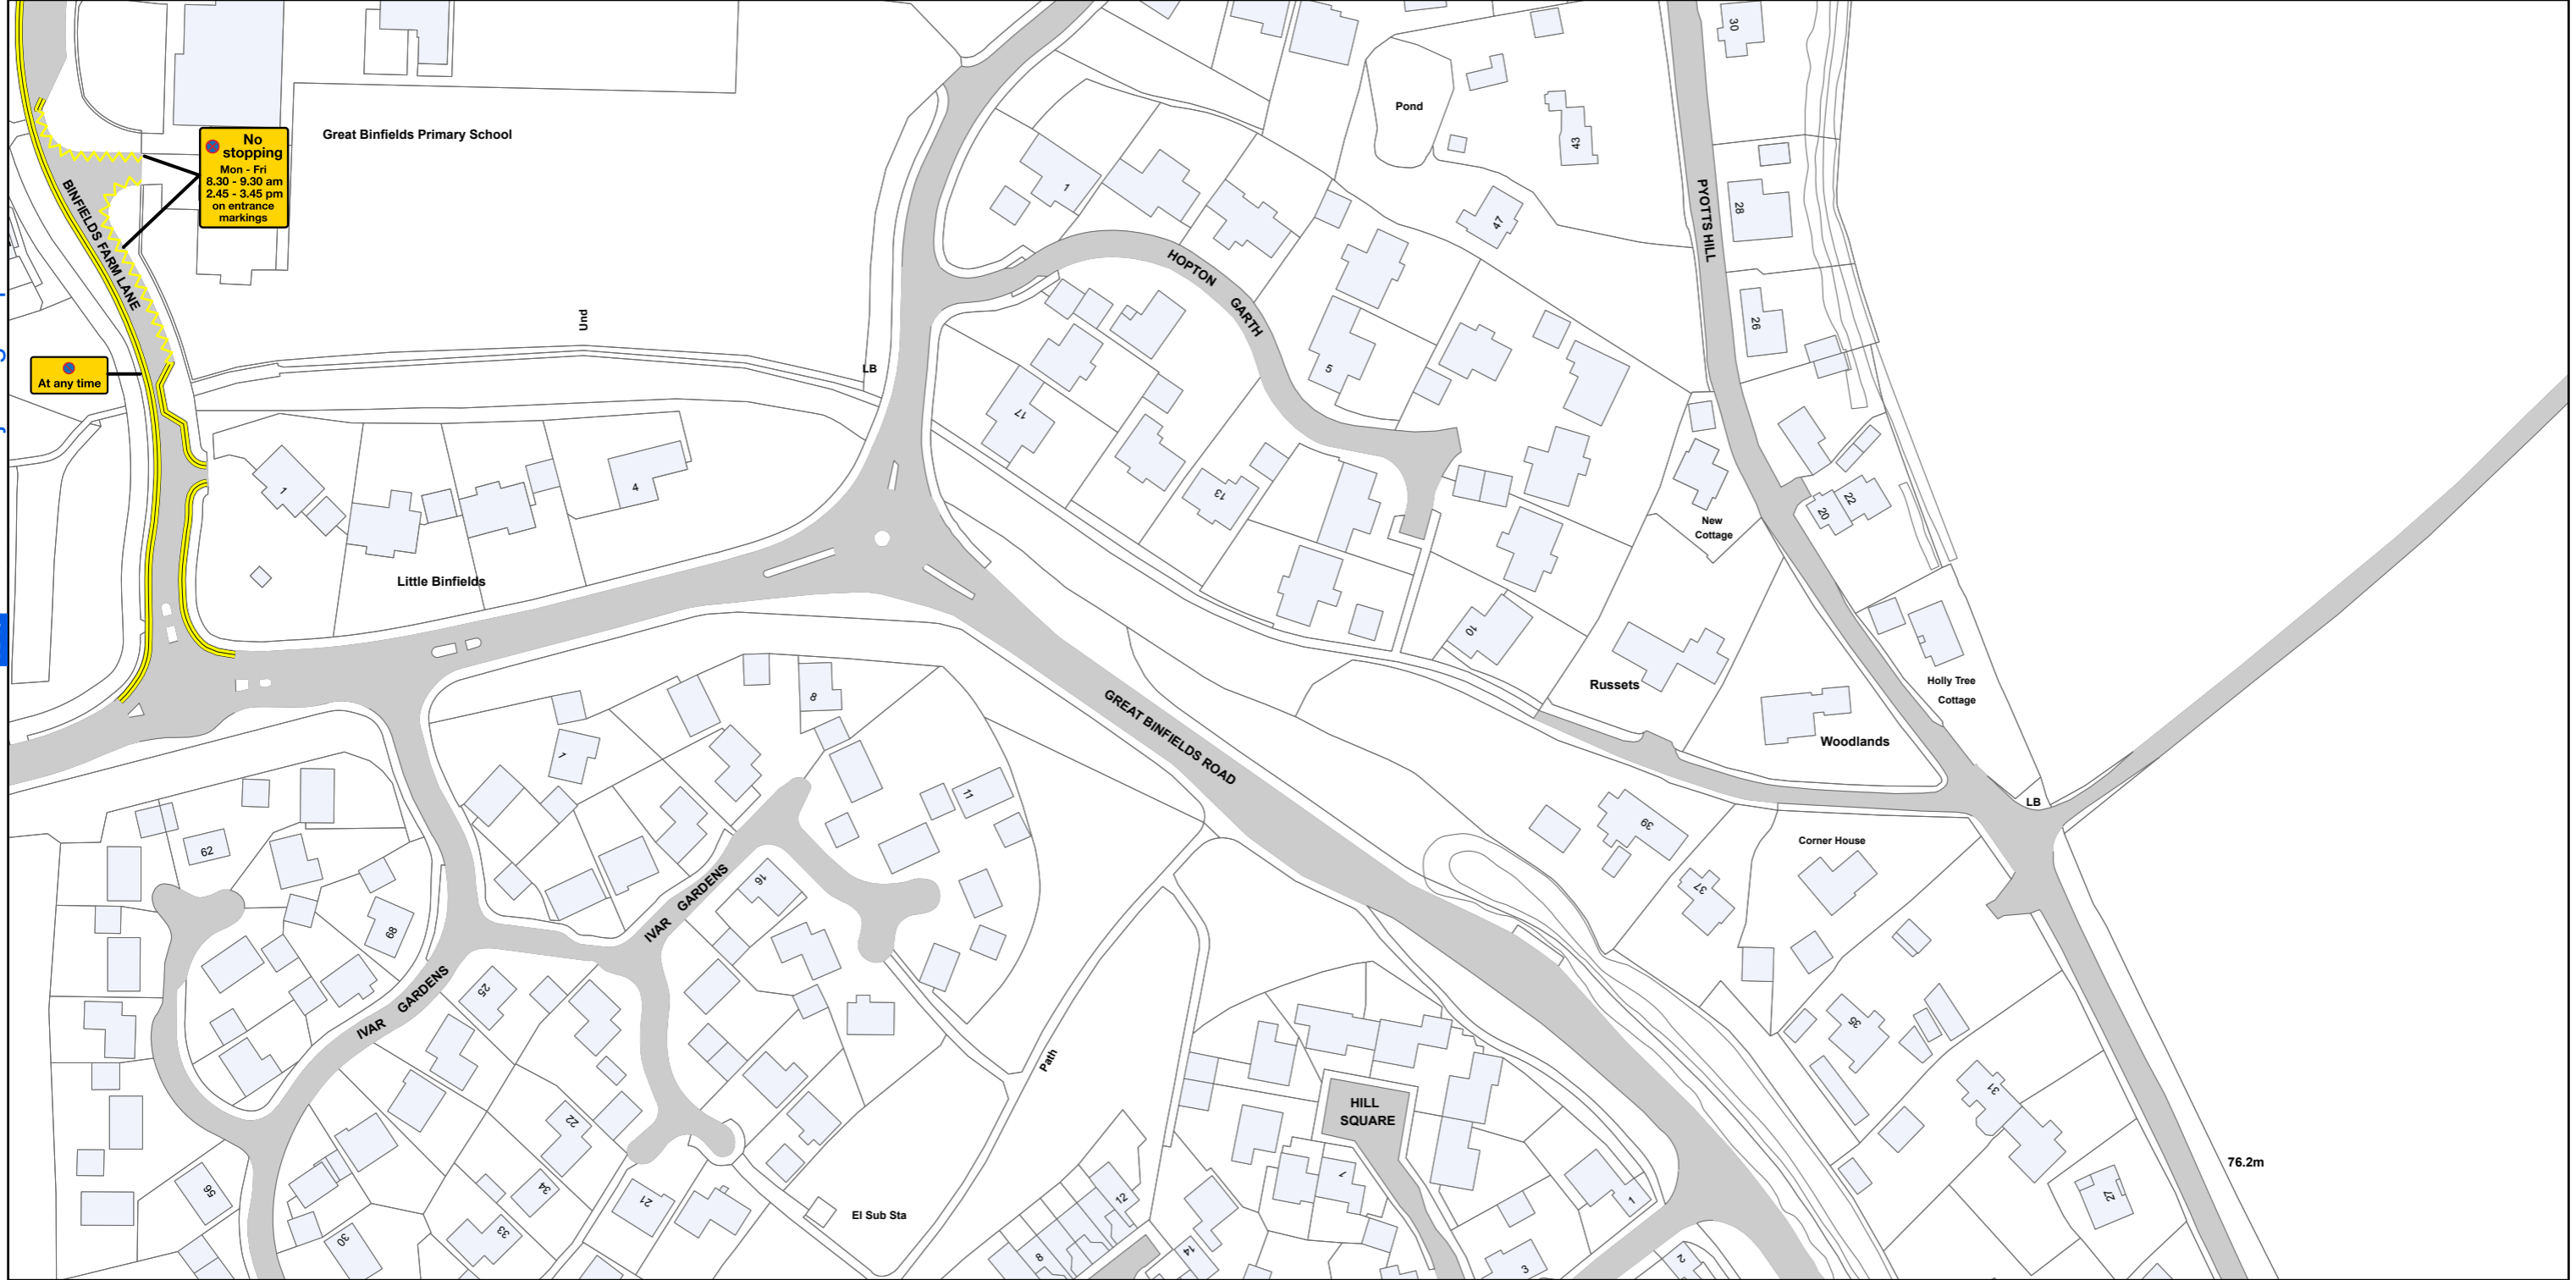 30
Pond
43
Great Binfields Primary School
No
stopping
Mon - Fri
8.30 - 9.30 am
2.45 - 3.45 pm
on entrance
markings
BINFIELDS FARM LANE
1
47
PYOTTS HILL
28
HOPTON GARTH
26
Und
LB
5
At any time
17
1
4
13
22
20
New
Cottage
Little Binfields
10
Russets
Holly Tree
Cottage
Woodlands
8
1
GREAT BINFIELDS ROAD
LB
11
39
Corner House
62
16
37
68
IVAR GARDENS
IVAR GARDENS
25
35
Path
31
HILL
SQUARE
22
76.2m
7
34
56
21
12
1
27
El Sub Sta
33
30
8
14
3
2